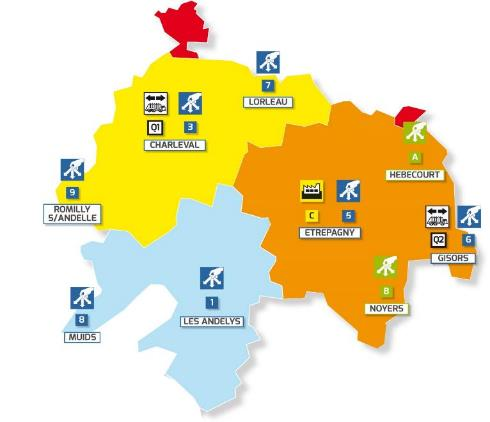 7
LORLEAU
Q1
3
CHARLEVAL
A
HEBECOURT
9
ROMILLY
S/ANDELLE
C
5
ETREPAGNY
Q2
6
GISORS
B
NOYERS
1
LES ANDELYS
8
MUIDS